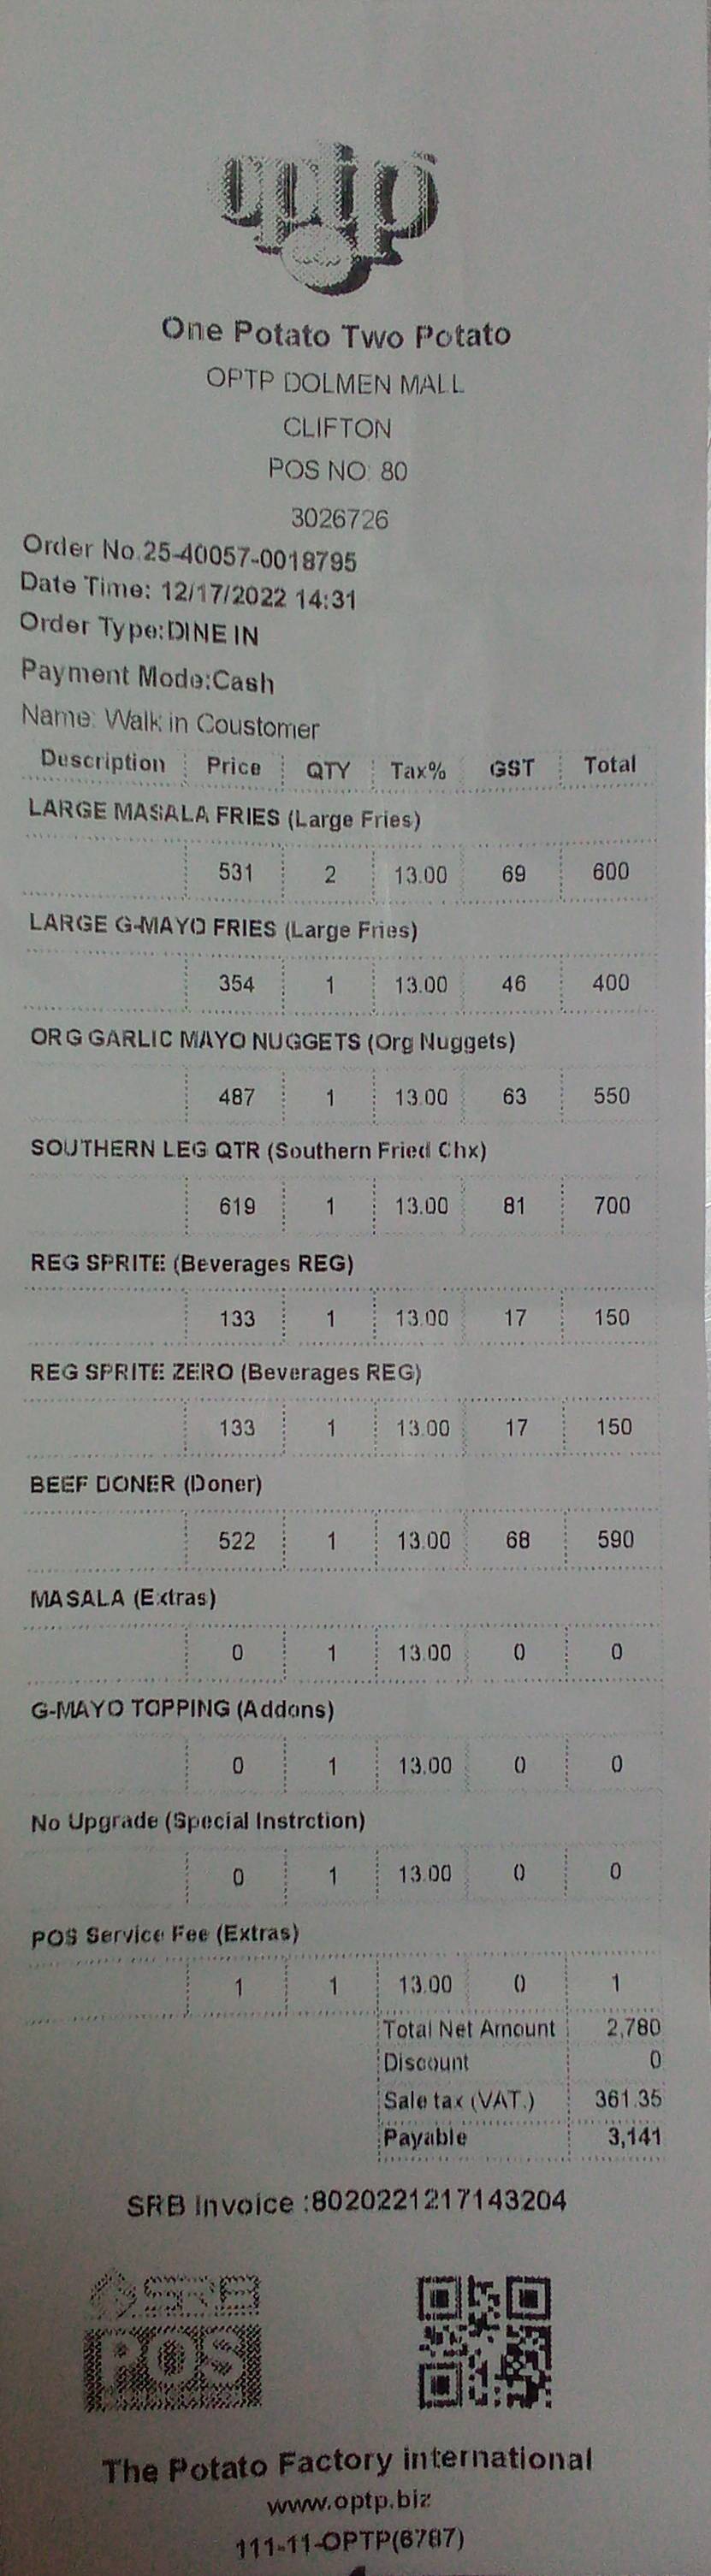 optp
One Potato Two Potato
OPTP DOLMEN MALL
CLIFTON
POS NO: 80
3026726
Order No.25-40057-0018795
Date Time: 12/17/2022 14:31
Order Type:DINE IN
Payment Mode:Cash
Name: Walk in Coustomer
Description Price QTY Tax% GST Total
LARGE MASALA FRIES (Large Fries)
531 2 13.00 69 600
LARGE G-MAYO FRIES (Large Fries)
354 1 13.00 46 400
ORG GARLIC MAYO NUGGETS (Org Nuggets)
487 1 13.00 63 550
SOUTHERN LEG QTR (Southern Fried Chx)
619 1 13.00 81 700
REG SPRITE (Beverages REG)
133 1 13.00 17 150
REG SPRITE ZERO (Beverages REG)
133 1 13.00 17 150
BEEF DONER (Doner)
522 1 13.00 68 590
MASALA (Extras)
0 1 13.00 0 0
G-MAYO TOPPING (Addons)
0 1 13.00 0 0
No Upgrade (Special Instrction)
0 1 13.00 0 0
POS Service Fee (Extras)
1 1 13.00 0 1
Total Net Amount 2,780
Discount 0
Sale tax (VAT.) 361.35
Payable 3,141
SRB Invoice :8020221217143204
SRB
POS
The Potato Factory international
www.optp.biz
111-11-OPTP(6787)